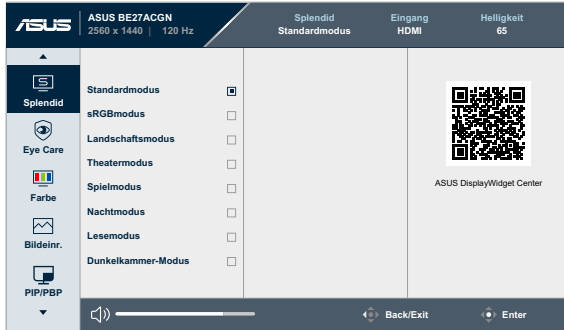 ASUS
ASUS BE27ACGN
2560 x 1440 | 120 Hz
Splendid
Standardmodus
Eingang
HDMI
Helligkeit
65
S
Splendid
Eye Care
Farbe
Bildeinr.
PIP/PBP
Standardmodus
sRGBmodus
Landschaftsmodus
Theatermodus
Spielmodus
Nachtmodus
Lesemodus
Dunkelkammer-Modus
ASUS DisplayWidget Center
Back/Exit
Enter